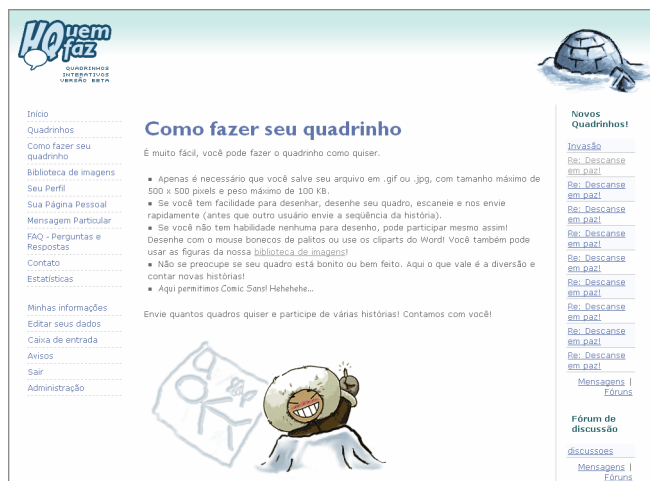 HQuem
faz
QUADRINHOS
INTERATIVOS
VERSÃO BETA
Início
Quadrinhos
Como fazer seu
quadrinho
Biblioteca de imagens
Seu Perfil
Sua Página Pessoal
Mensagem Particular
FAQ - Perguntas e
Respostas
Contato
Estatísticas
Minhas informações
Editar seus dados
Caixa de entrada
Avisos
Sair
Administração
Como fazer seu quadrinho
È muito fácil, você pode fazer o quadrinho como quiser.
Apenas é necessário que você salve seu arquivo em .gif ou .jpg, com tamanho máximo de
500 x 500 pixels e peso máximo de 100 KB.
Se você tem facilidade para desenhar, desenhe seu quadro, escaneie e nos envie
rapidamente (antes que outro usuário envie a seqüência da história).
Se você não tem habilidade nenhuma para desenho, pode participar mesmo assim!
Desenhe com o mouse bonecos de palitos ou use os cliparts do Word! Você também pode
usar as figuras da nossa biblioteca de imagens!
Não se preocupe se seu quadro está bonito ou bem feito. Aqui o que vale é a diversão e
contar novas histórias!
Aqui permitimos Comic Sans! Hehehehe...
Envie quantos quadros quiser e participe de várias histórias! Contamos com você!
Novos
Quadrinhos!
Invasão
Re: Descanse
em paz!
Re: Descanse
em paz!
Re: Descanse
em paz!
Re: Descanse
em paz!
Re: Descanse
em paz!
Re: Descanse
em paz!
Re: Descanse
em paz!
Re: Descanse
em paz!
Re: Descanse
em paz!
Mensagens |
Fóruns
Fórum de
discussão
discussoes
Mensagens |
Fóruns